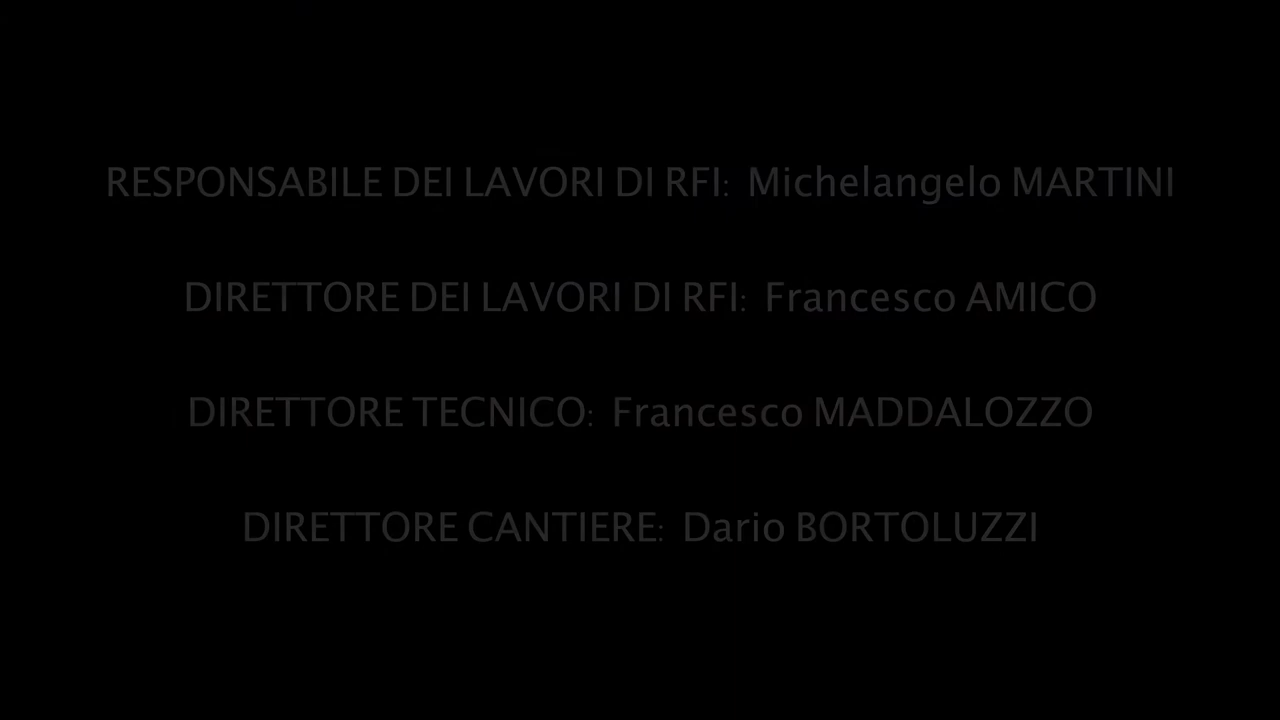 RESPONSABILE DEI LAVORI DI RFI: Michelangelo MARTINI
DIRETTORE DEI LAVORI DI RFI: Francesco AMICO
DIRETTORE TECNICO: Francesco MADDALOZZO
DIRETTORE CANTIERE: Dario BORTOLUZZI